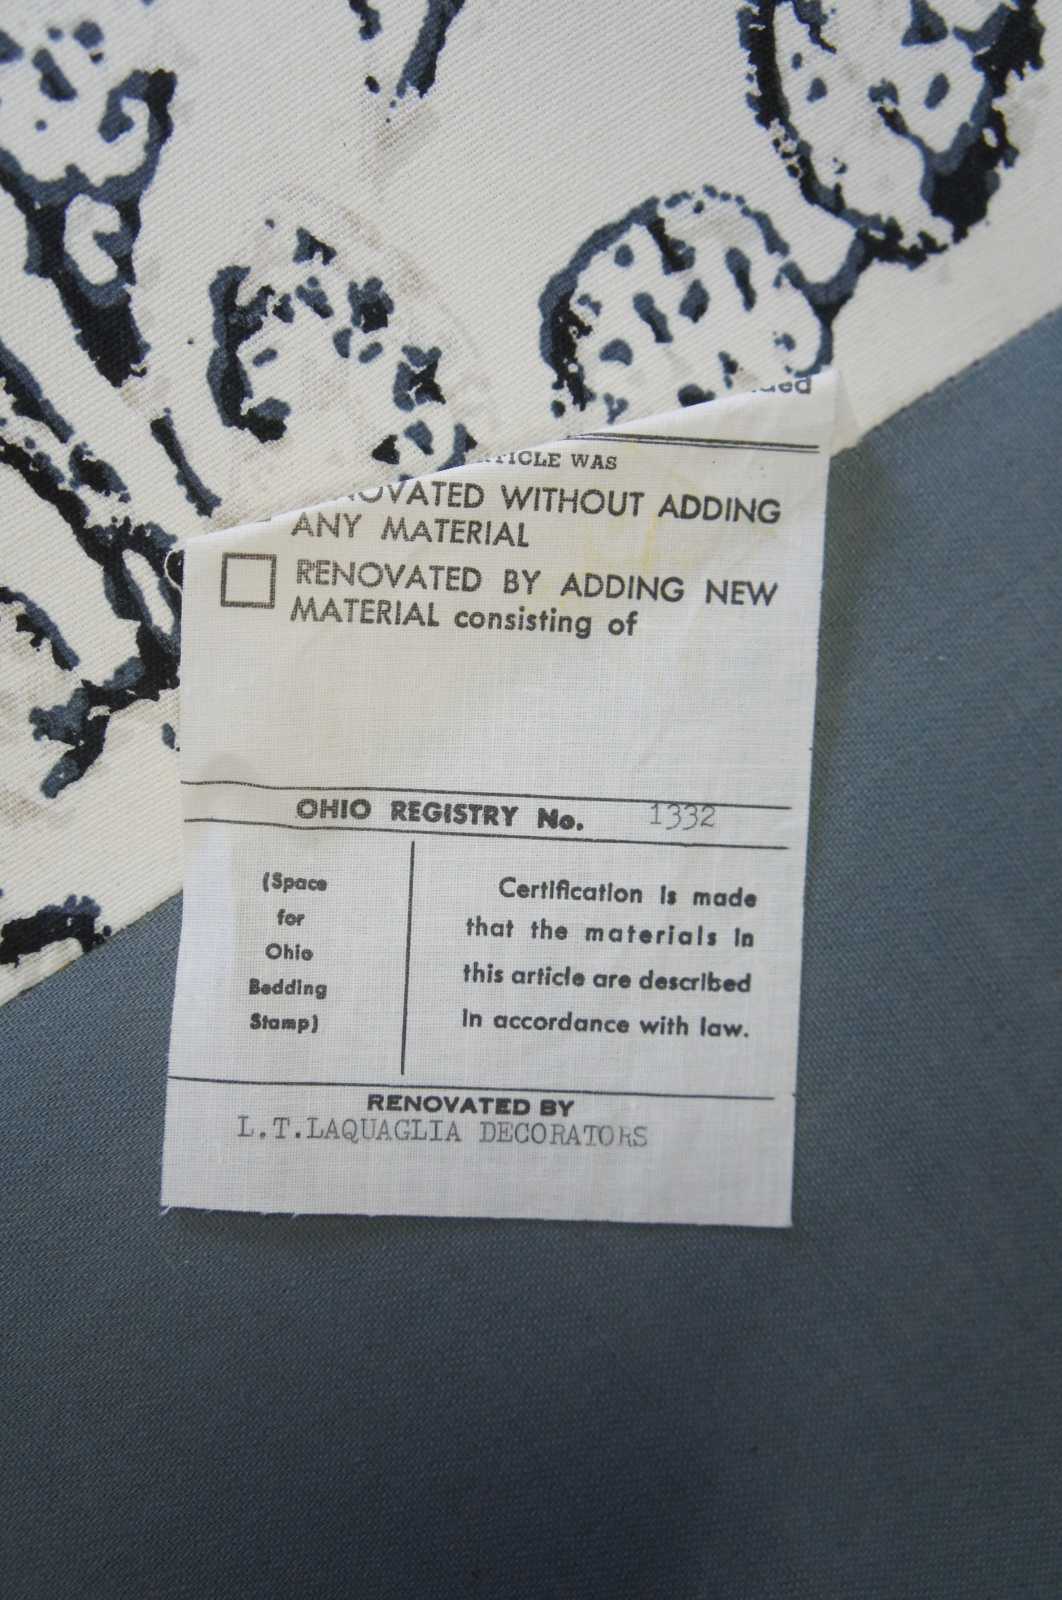 WAS
WITHOUT ADDING
ANY MATERIAL
RENOVATED BY ADDING NEW
MATERIAL consisting of
OHIO REGISTRY No. 1332
(Space
for
Ohio
Bedding
Stamp)
Certification is made
that the materials in
this article are described
in accordance with law.
RENOVATED BY
L.T.LAQUAGLIA DECORATORS